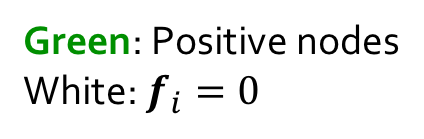 Green: Positive nodes
White: 𝒇ᵢ = 0